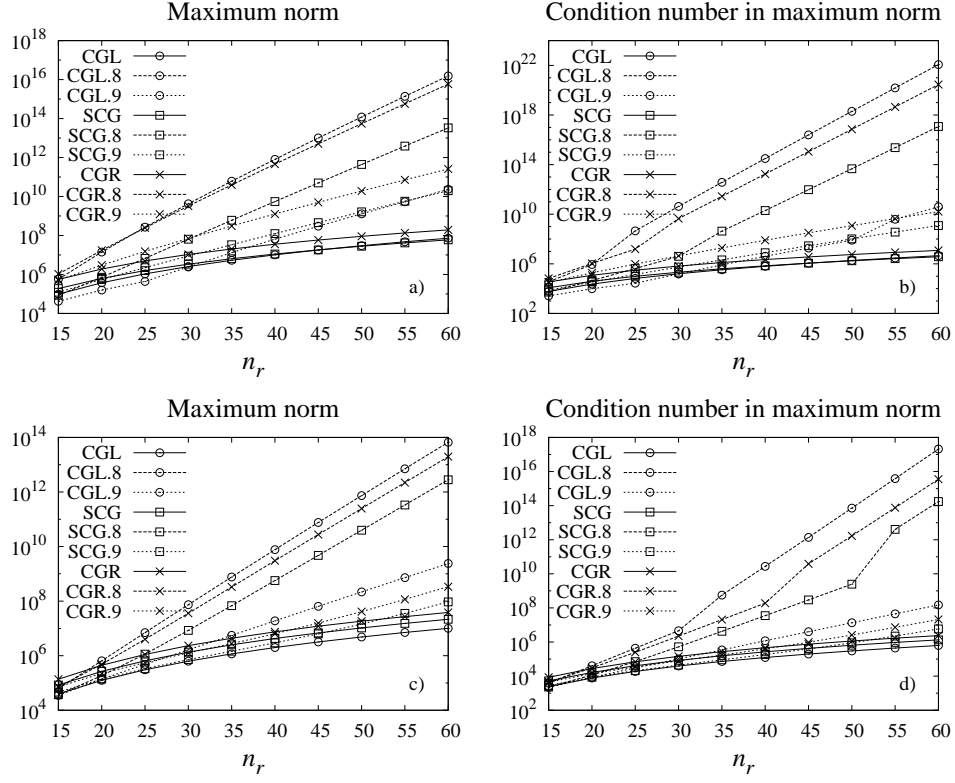 Maximum norm
10^18
10^16
10^14
10^12
10^10
10^8
10^6
10^4
CGL
CGL.8
CGL.9
SCG
SCG.8
SCG.9
CGR
CGR.8
CGR.9
a)
15 20 25 30 35 40 45 50 55 60
n_r
Condition number in maximum norm
10^22
10^18
10^14
10^10
10^6
10^2
CGL
CGL.8
CGL.9
SCG
SCG.8
SCG.9
CGR
CGR.8
CGR.9
b)
15 20 25 30 35 40 45 50 55 60
n_r
Maximum norm
10^14
10^12
10^10
10^8
10^6
10^4
CGL
CGL.8
CGL.9
SCG
SCG.8
SCG.9
CGR
CGR.8
CGR.9
c)
15 20 25 30 35 40 45 50 55 60
n_r
Condition number in maximum norm
10^18
10^16
10^14
10^12
10^10
10^8
10^6
10^4
10^2
CGL
CGL.8
CGL.9
SCG
SCG.8
SCG.9
CGR
CGR.8
CGR.9
d)
15 20 25 30 35 40 45 50 55 60
n_r